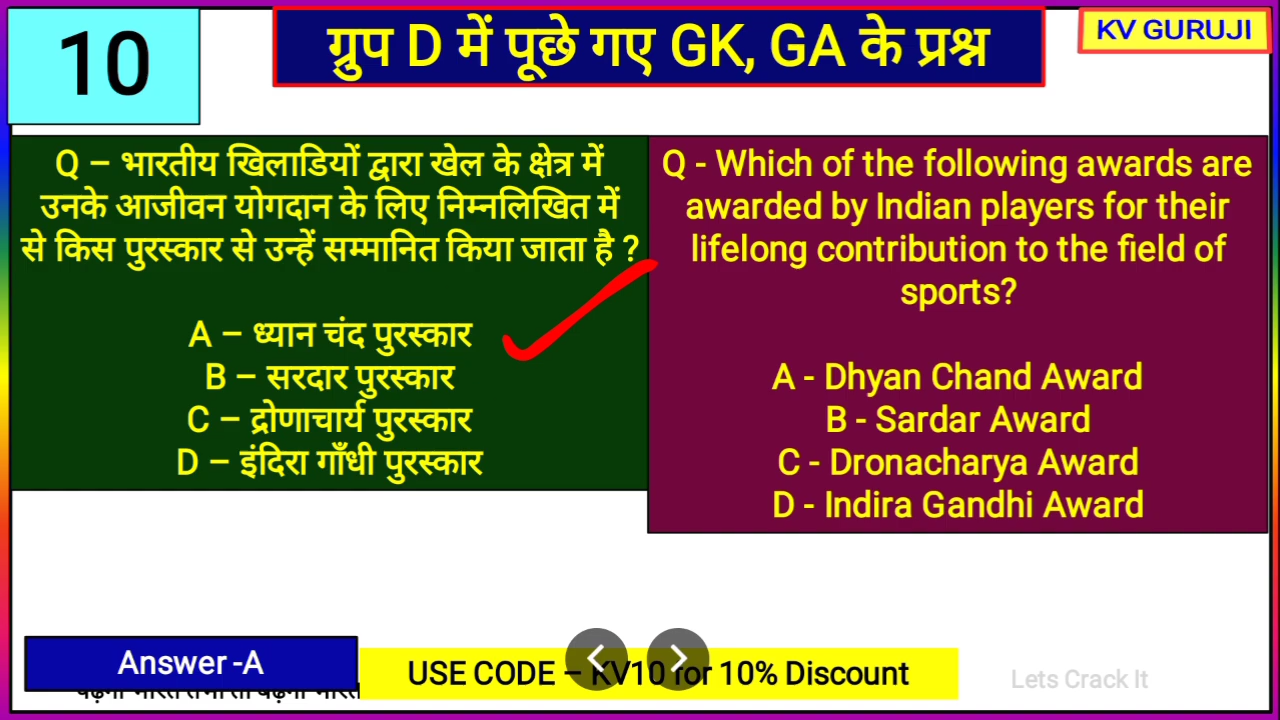 10
ग्रुप D में पूछे गए GK, GA के प्रश्न
KV GURUJI
Q – भारतीय खिलाडियों द्वारा खेल के क्षेत्र में
उनके आजीवन योगदान के लिए निम्नलिखित में
से किस पुरस्कार से उन्हें सम्मानित किया जाता है ?
A – ध्यान चंद पुरस्कार
B – सरदार पुरस्कार
C – द्रोणाचार्य पुरस्कार
D – इंदिरा गाँधी पुरस्कार
Q - Which of the following awards are
awarded by Indian players for their
lifelong contribution to the field of
sports?
A - Dhyan Chand Award
B - Sardar Award
C - Dronacharya Award
D - Indira Gandhi Award
Answer -A
USE CODE – KV10 for 10% Discount
Lets Crack It